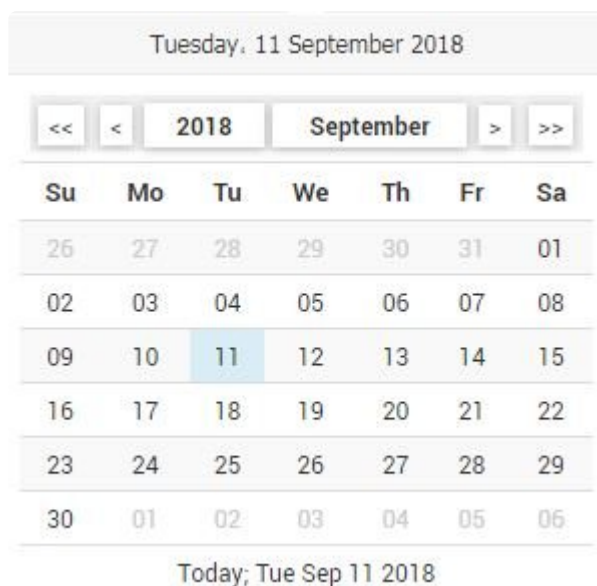 Tuesday, 11 September 2018
<< < 2018 September > >>
Su Mo Tu We Th Fr Sa
26 27 28 29 30 31 01
02 03 04 05 06 07 08
09 10 11 12 13 14 15
16 17 18 19 20 21 22
23 24 25 26 27 28 29
30 01 02 03 04 05 06
Today; Tue Sep 11 2018